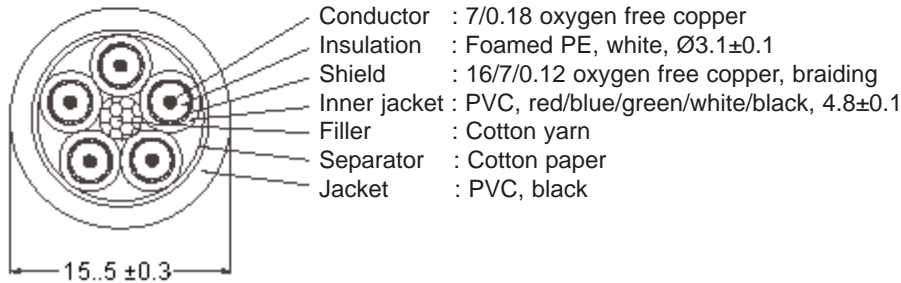 Conductor : 7/0.18 oxygen free copper
Insulation : Foamed PE, white, Ø3.1±0.1
Shield : 16/7/0.12 oxygen free copper, braiding
Inner jacket : PVC, red/blue/green/white/black, 4.8±0.1
Filler : Cotton yarn
Separator : Cotton paper
Jacket : PVC, black
15..5 ±0.3